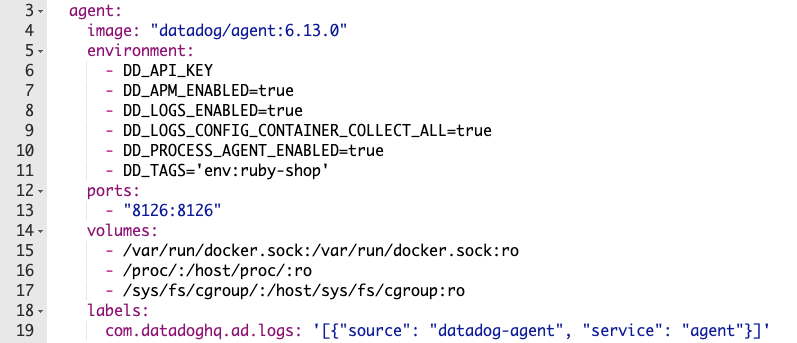 3 agent:
4 image: "datadog/agent:6.13.0"
5 environment:
6 - DD_API_KEY
7 - DD_APM_ENABLED=true
8 - DD_LOGS_ENABLED=true
9 - DD_LOGS_CONFIG_CONTAINER_COLLECT_ALL=true
10 - DD_PROCESS_AGENT_ENABLED=true
11 - DD_TAGS='env:ruby-shop'
12 ports:
13 - "8126:8126"
14 volumes:
15 - /var/run/docker.sock:/var/run/docker.sock:ro
16 - /proc/:/host/proc/:ro
17 - /sys/fs/cgroup/:/host/sys/fs/cgroup:ro
18 labels:
19 com.datadoghq.ad.logs: '[{"source": "datadog-agent", "service": "agent"}]'